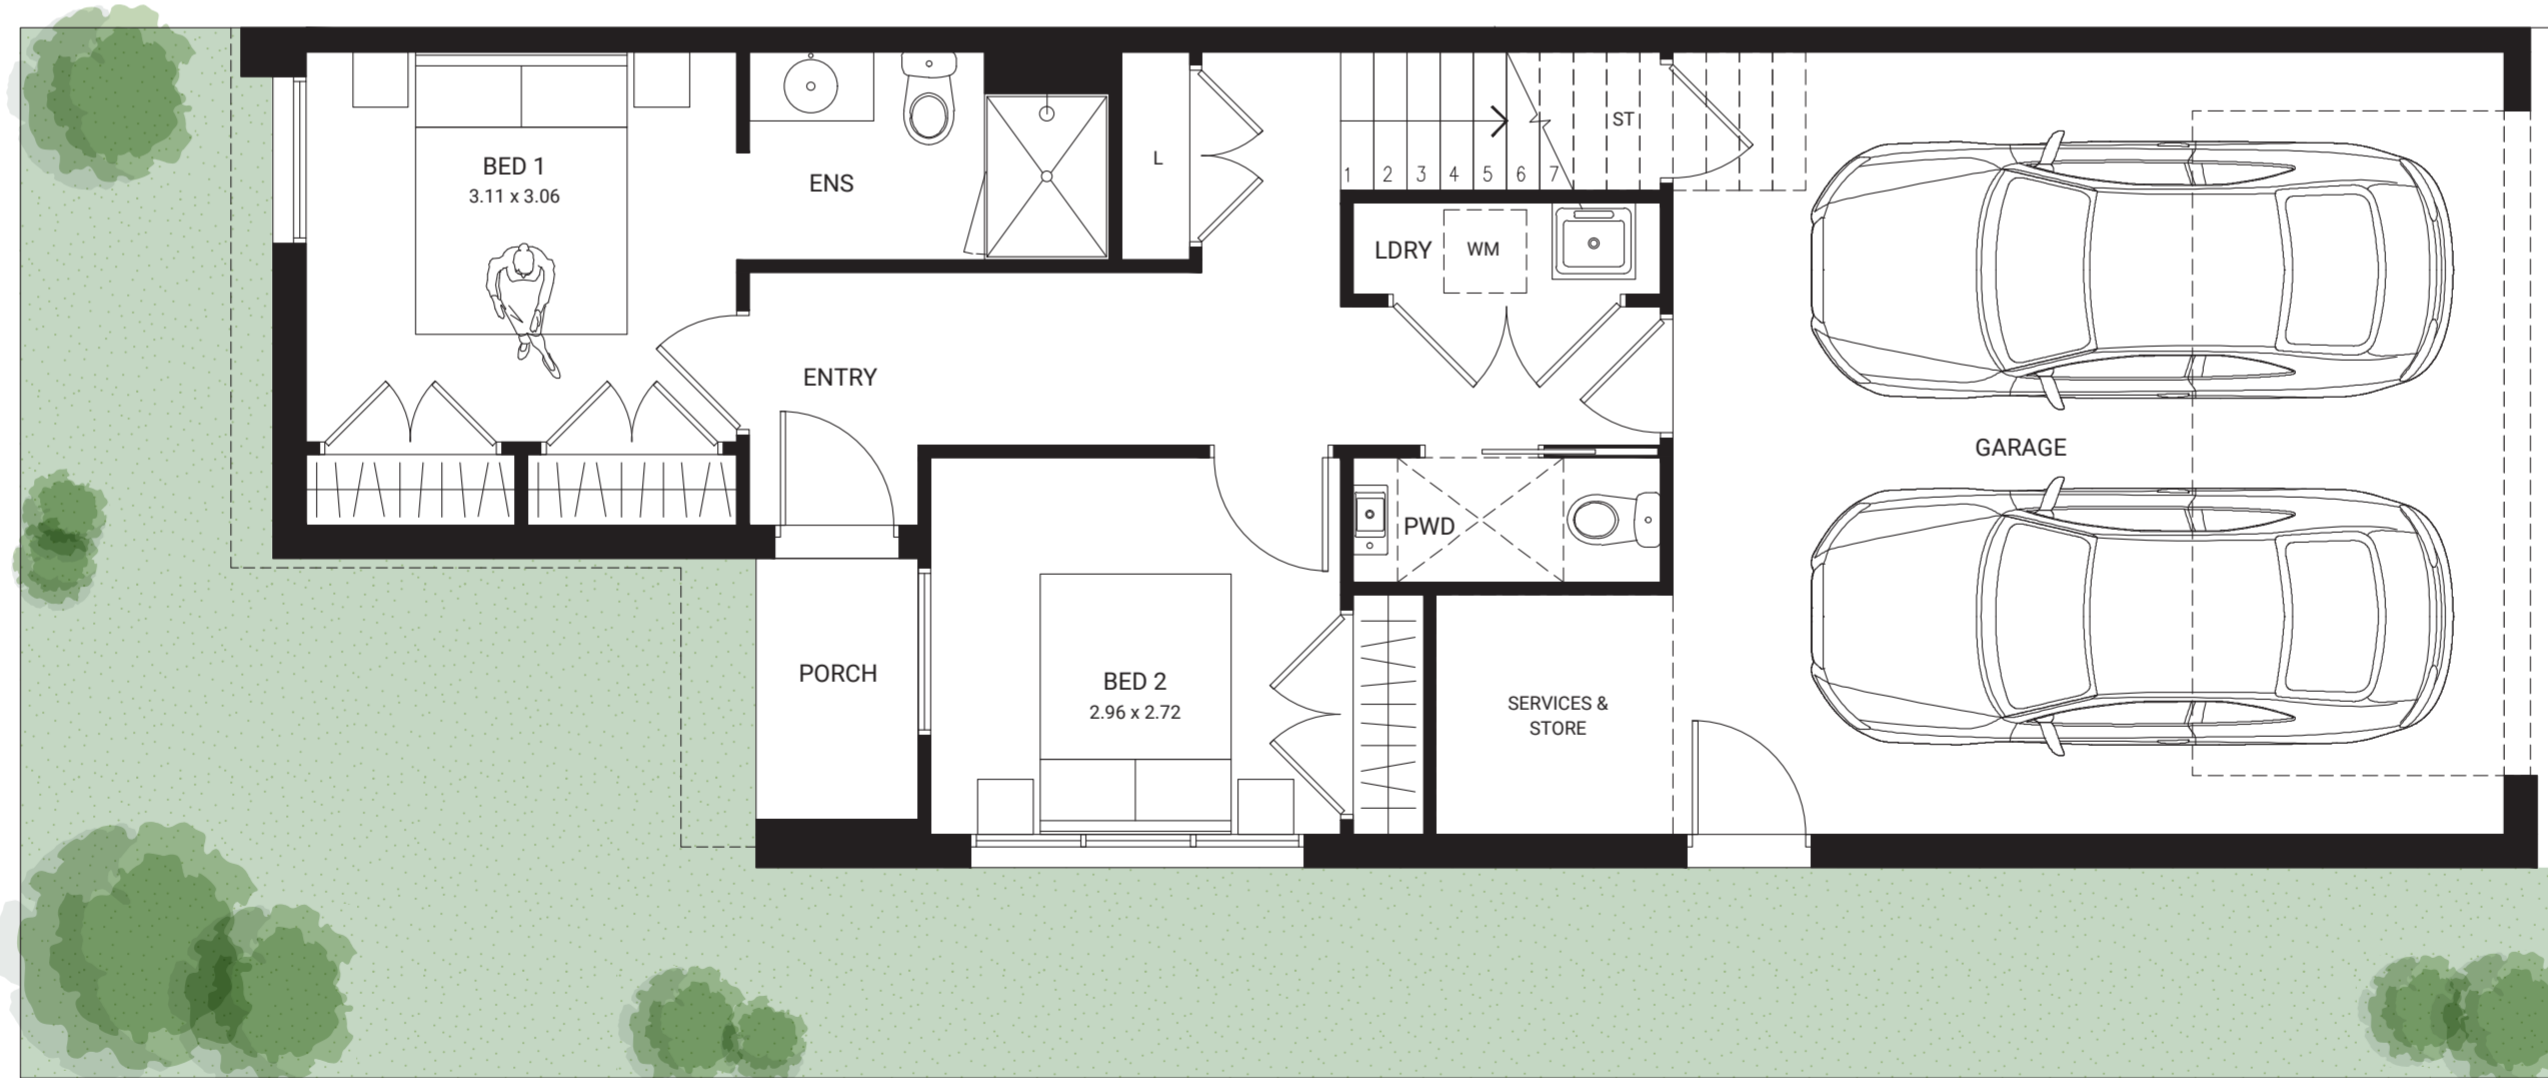 BED 1
3.11 x 3.06
ENS
L
1 2 3 4 5 6 7
ST
LDRY
WM
ENTRY
GARAGE
PWD
PORCH
BED 2
2.96 x 2.72
SERVICES &
STORE